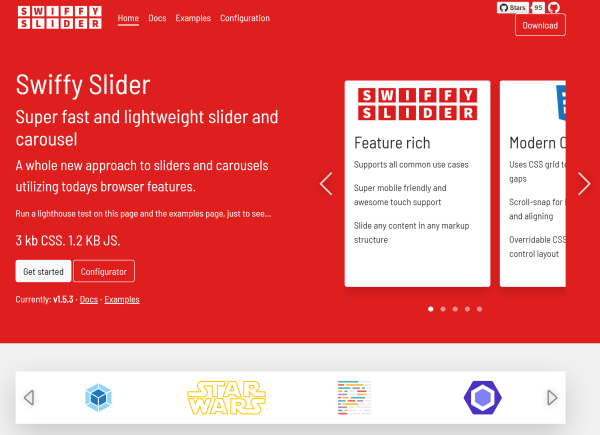 SWIFFY
SLIDER
Home Docs Examples Configuration
Stars 95
Download
Swiffy Slider
Super fast and lightweight slider and
carousel
A whole new approach to sliders and carousels
utilizing todays browser features.
Run a lighthouse test on this page and the examples page, just to see...
3 kb CSS. 1.2 KB JS.
Get started Configurator
Currently: v1.5.3 · Docs · Examples
SWIFFY
SLIDER
Feature rich
Supports all common use cases
Super mobile friendly and
awesome touch support
Slide any content in any markup
structure
Modern
Uses CSS grid
gaps
Scroll-snap for
and aligning
Overridable CSS
control layout
STAR
WARS